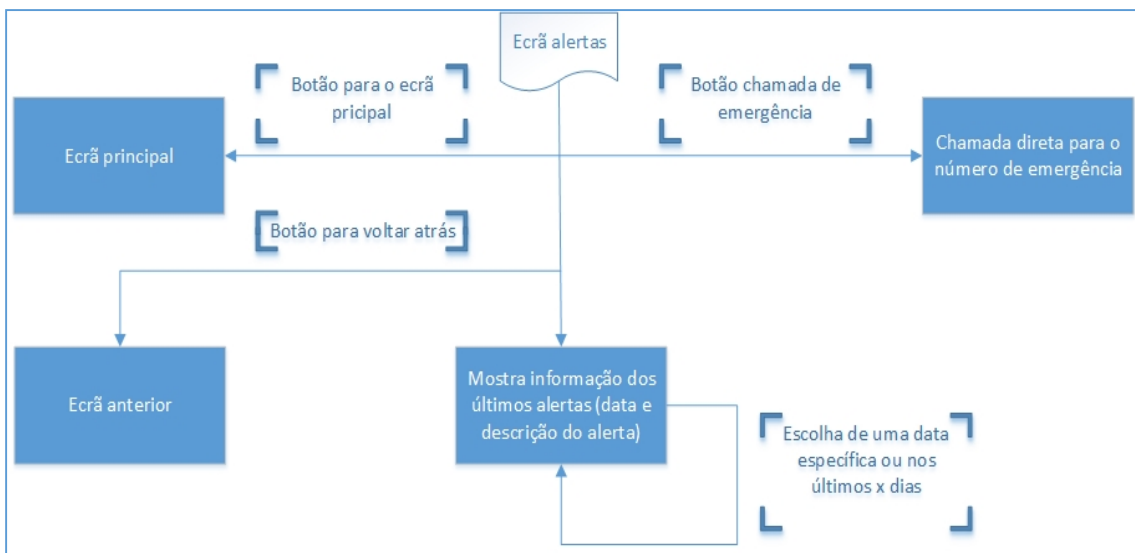 Ecrã alertas
Botão para o ecrã
pricipal
Botão chamada de
emergência
Ecrã principal
Chamada direta para o
número de emergência
Botão para voltar atrás
Ecrã anterior
Mostra informação dos
últimos alertas (data e
descrição do alerta)
Escolha de uma data
específica ou nos
últimos x dias